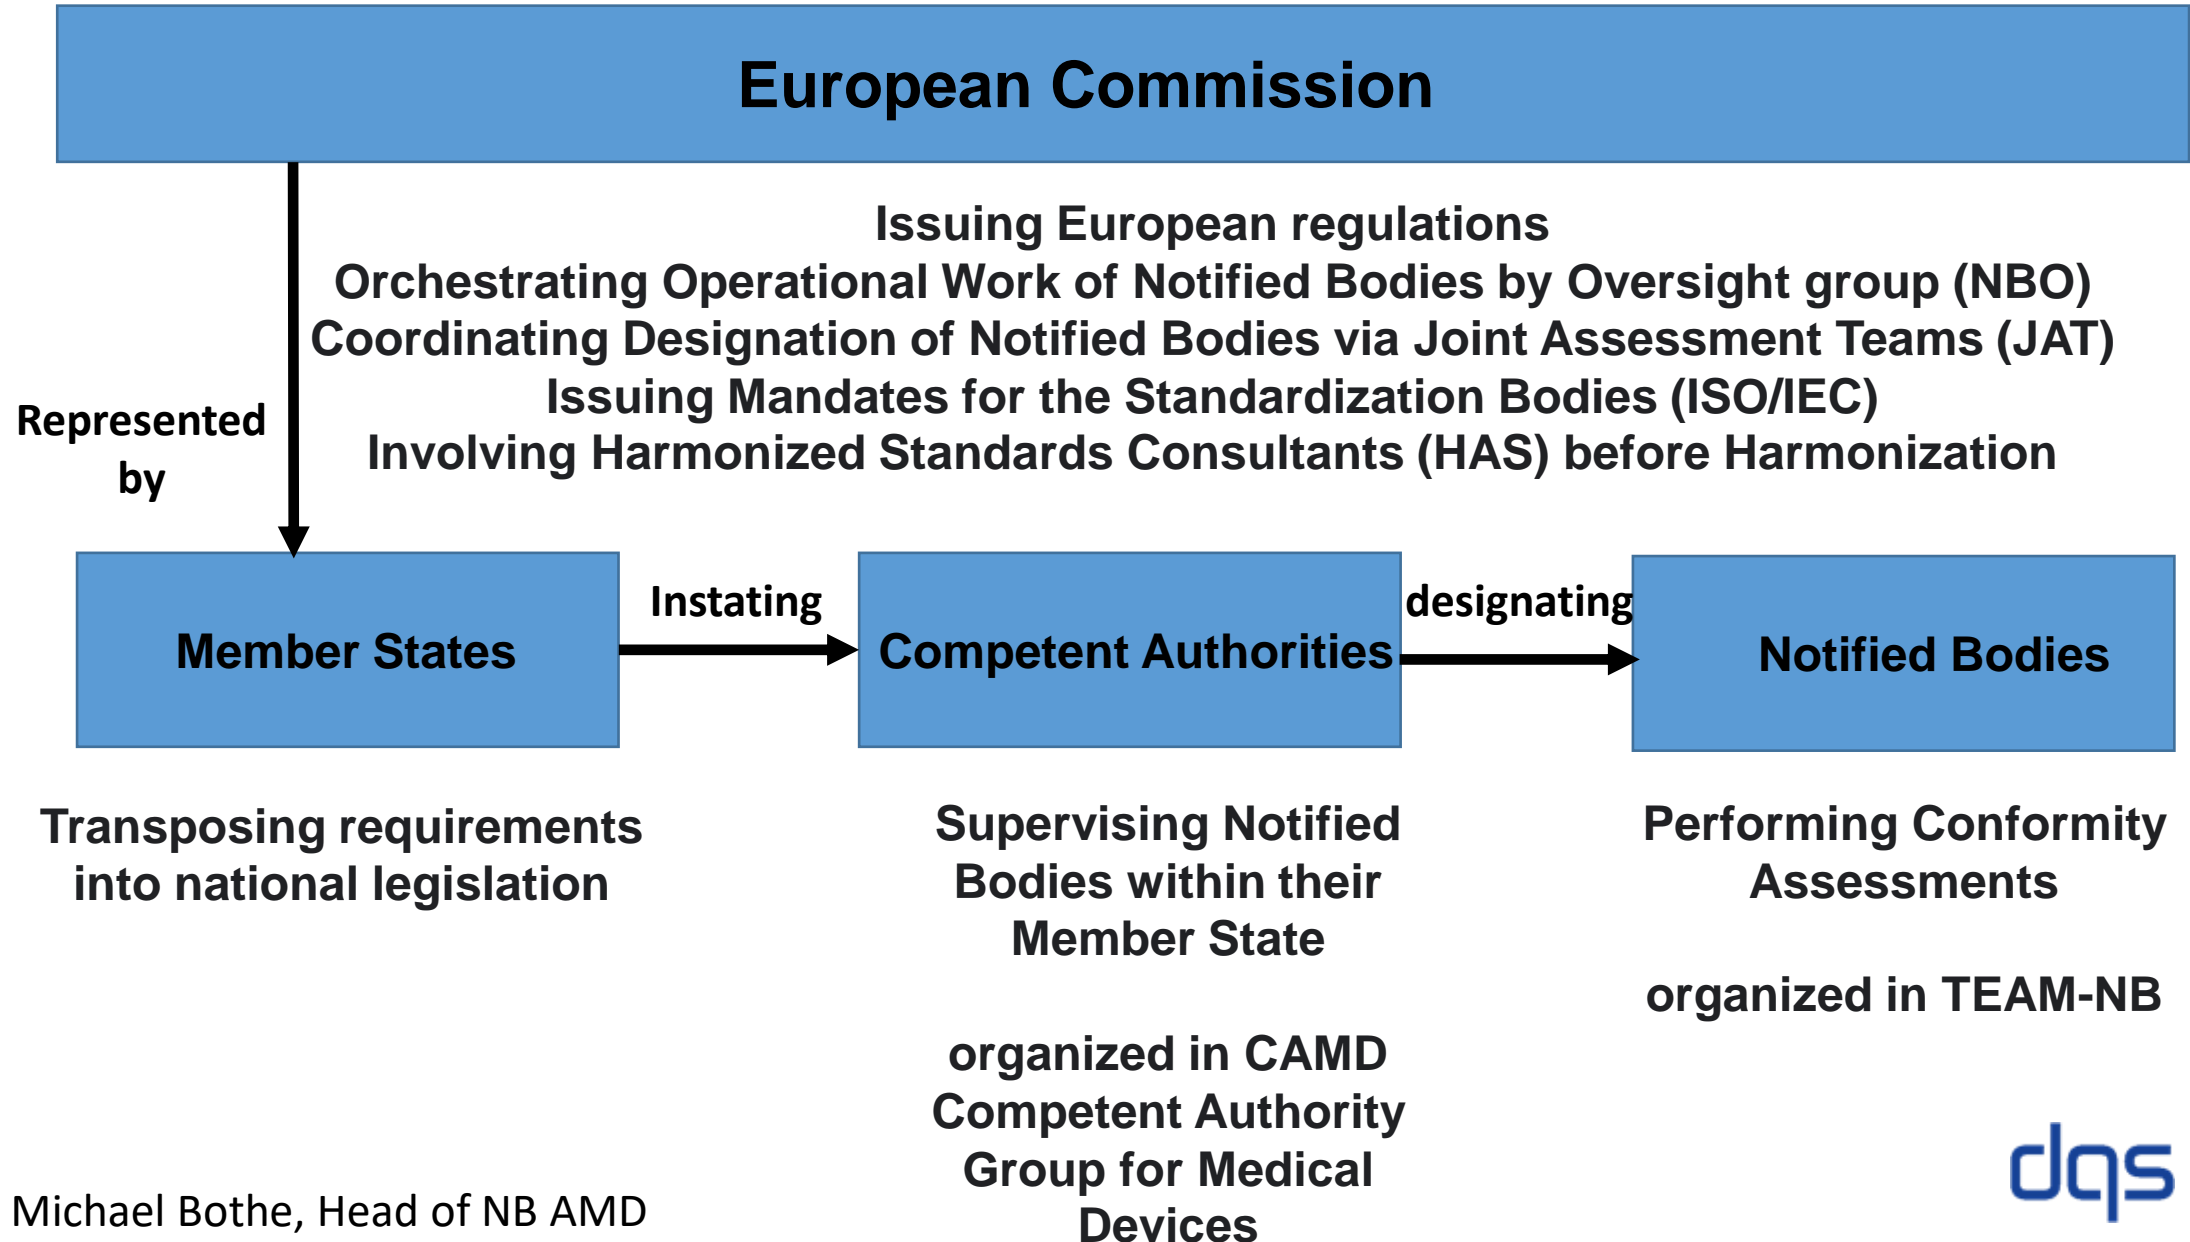 European Commission
Issuing European regulations
Orchestrating Operational Work of Notified Bodies by Oversight group (NBO)
Coordinating Designation of Notified Bodies via Joint Assessment Teams (JAT)
Issuing Mandates for the Standardization Bodies (ISO/IEC)
Involving Harmonized Standards Consultants (HAS) before Harmonization
Represented
by
Member States
Instating
Competent Authorities
designating
Notified Bodies
Transposing requirements
into national legislation
Supervising Notified
Bodies within their
Member State
organized in CAMD
Competent Authority
Group for Medical
Devices
Performing Conformity
Assessments
organized in TEAM-NB
Michael Bothe, Head of NB AMD
dqs